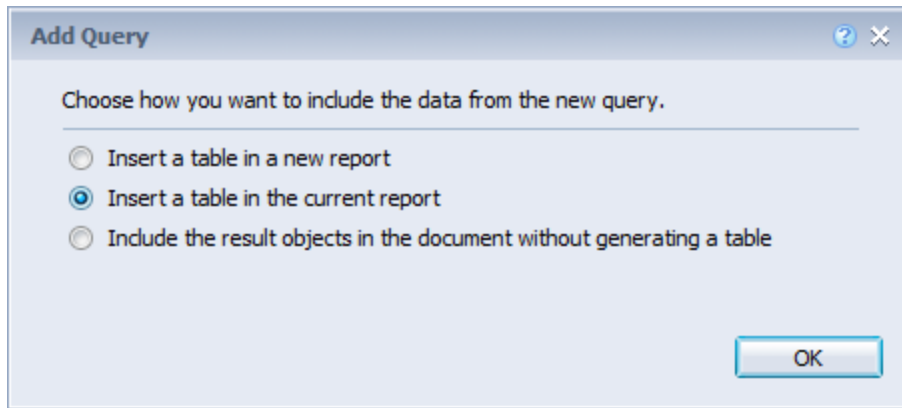 Add Query
Choose how you want to include the data from the new query.
Insert a table in a new report
Insert a table in the current report
Include the result objects in the document without generating a table
OK